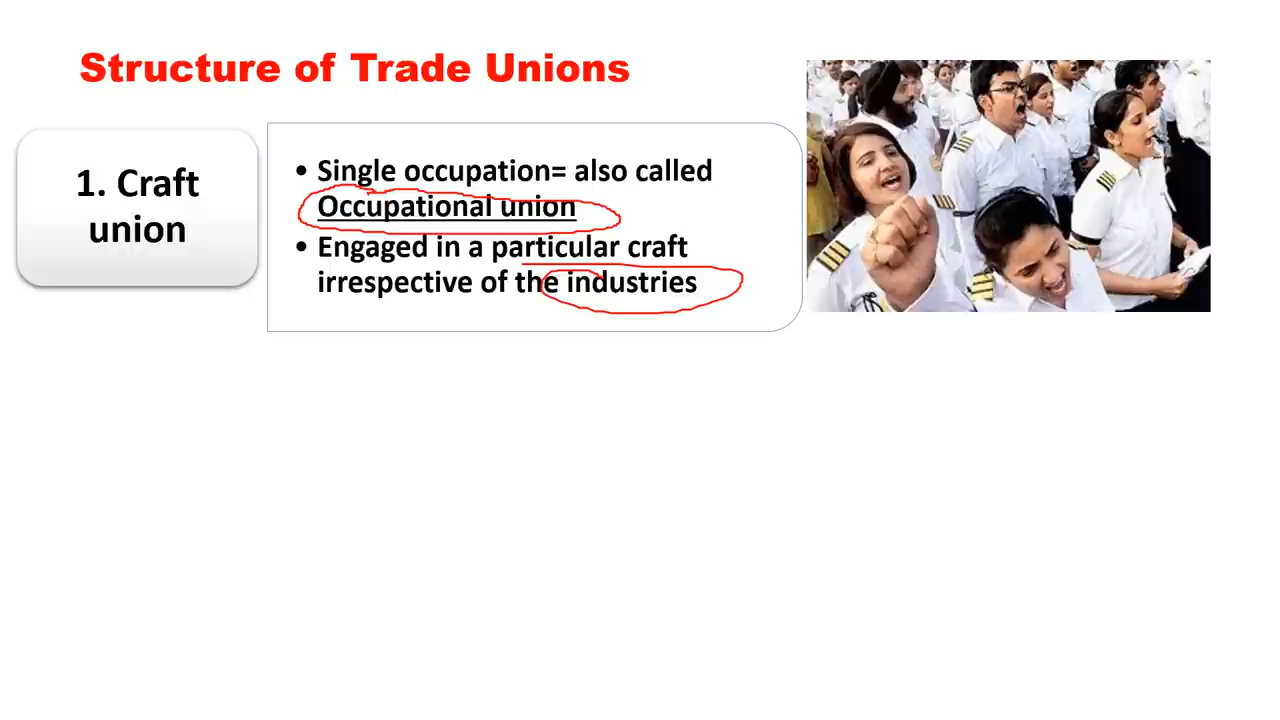 Structure of Trade Unions
1. Craft
union
• Single occupation= also called
Occupational union
• Engaged in a particular craft
irrespective of the industries